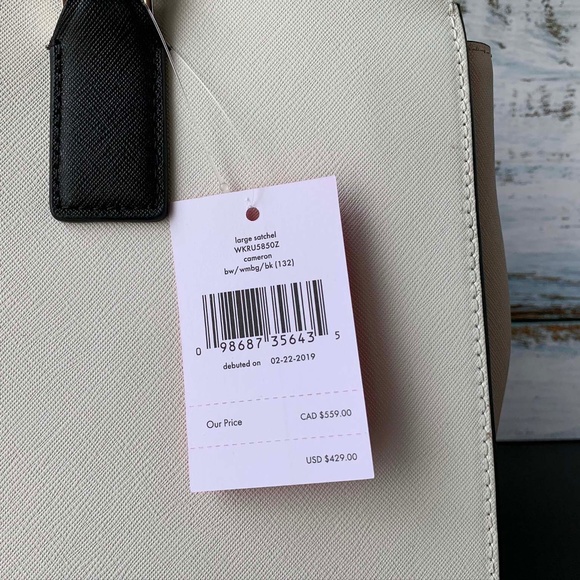 large satchel
WKRU5850Z
cameron
bw/wmbg/bk (132)
0 98687 35643 5
debuted on 02-22-2019
Our Price CAD $559.00
USD $429.00